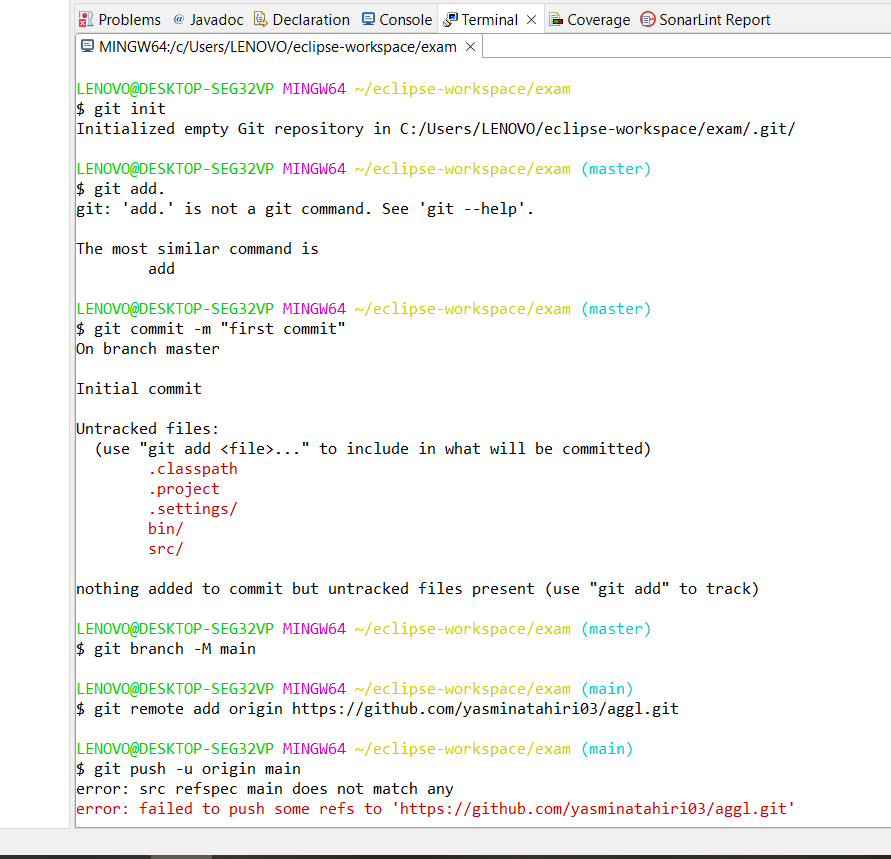 Problems @ Javadoc Declaration Console Terminal Coverage SonarLint Report
MINGW64:/c/Users/LENOVO/eclipse-workspace/exam
LENOVO@DESKTOP-SEG32VP MINGW64 ~/eclipse-workspace/exam
$ git init
Initialized empty Git repository in C:/Users/LENOVO/eclipse-workspace/exam/.git/
LENOVO@DESKTOP-SEG32VP MINGW64 ~/eclipse-workspace/exam (master)
$ git add.
git: 'add.' is not a git command. See 'git --help'.
The most similar command is
add
LENOVO@DESKTOP-SEG32VP MINGW64 ~/eclipse-workspace/exam (master)
$ git commit -m "first commit"
On branch master
Initial commit
Untracked files:
(use "git add <file>..." to include in what will be committed)
.classpath
.project
.settings/
bin/
src/
nothing added to commit but untracked files present (use "git add" to track)
LENOVO@DESKTOP-SEG32VP MINGW64 ~/eclipse-workspace/exam (master)
$ git branch -M main
LENOVO@DESKTOP-SEG32VP MINGW64 ~/eclipse-workspace/exam (main)
$ git remote add origin https://github.com/yasminatahiri03/aggl.git
LENOVO@DESKTOP-SEG32VP MINGW64 ~/eclipse-workspace/exam (main)
$ git push -u origin main
error: src refspec main does not match any
error: failed to push some refs to 'https://github.com/yasminatahiri03/aggl.git'